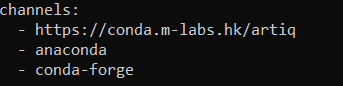 channels:
  - https://conda.m-labs.hk/artiq
  - anaconda
  - conda-forge